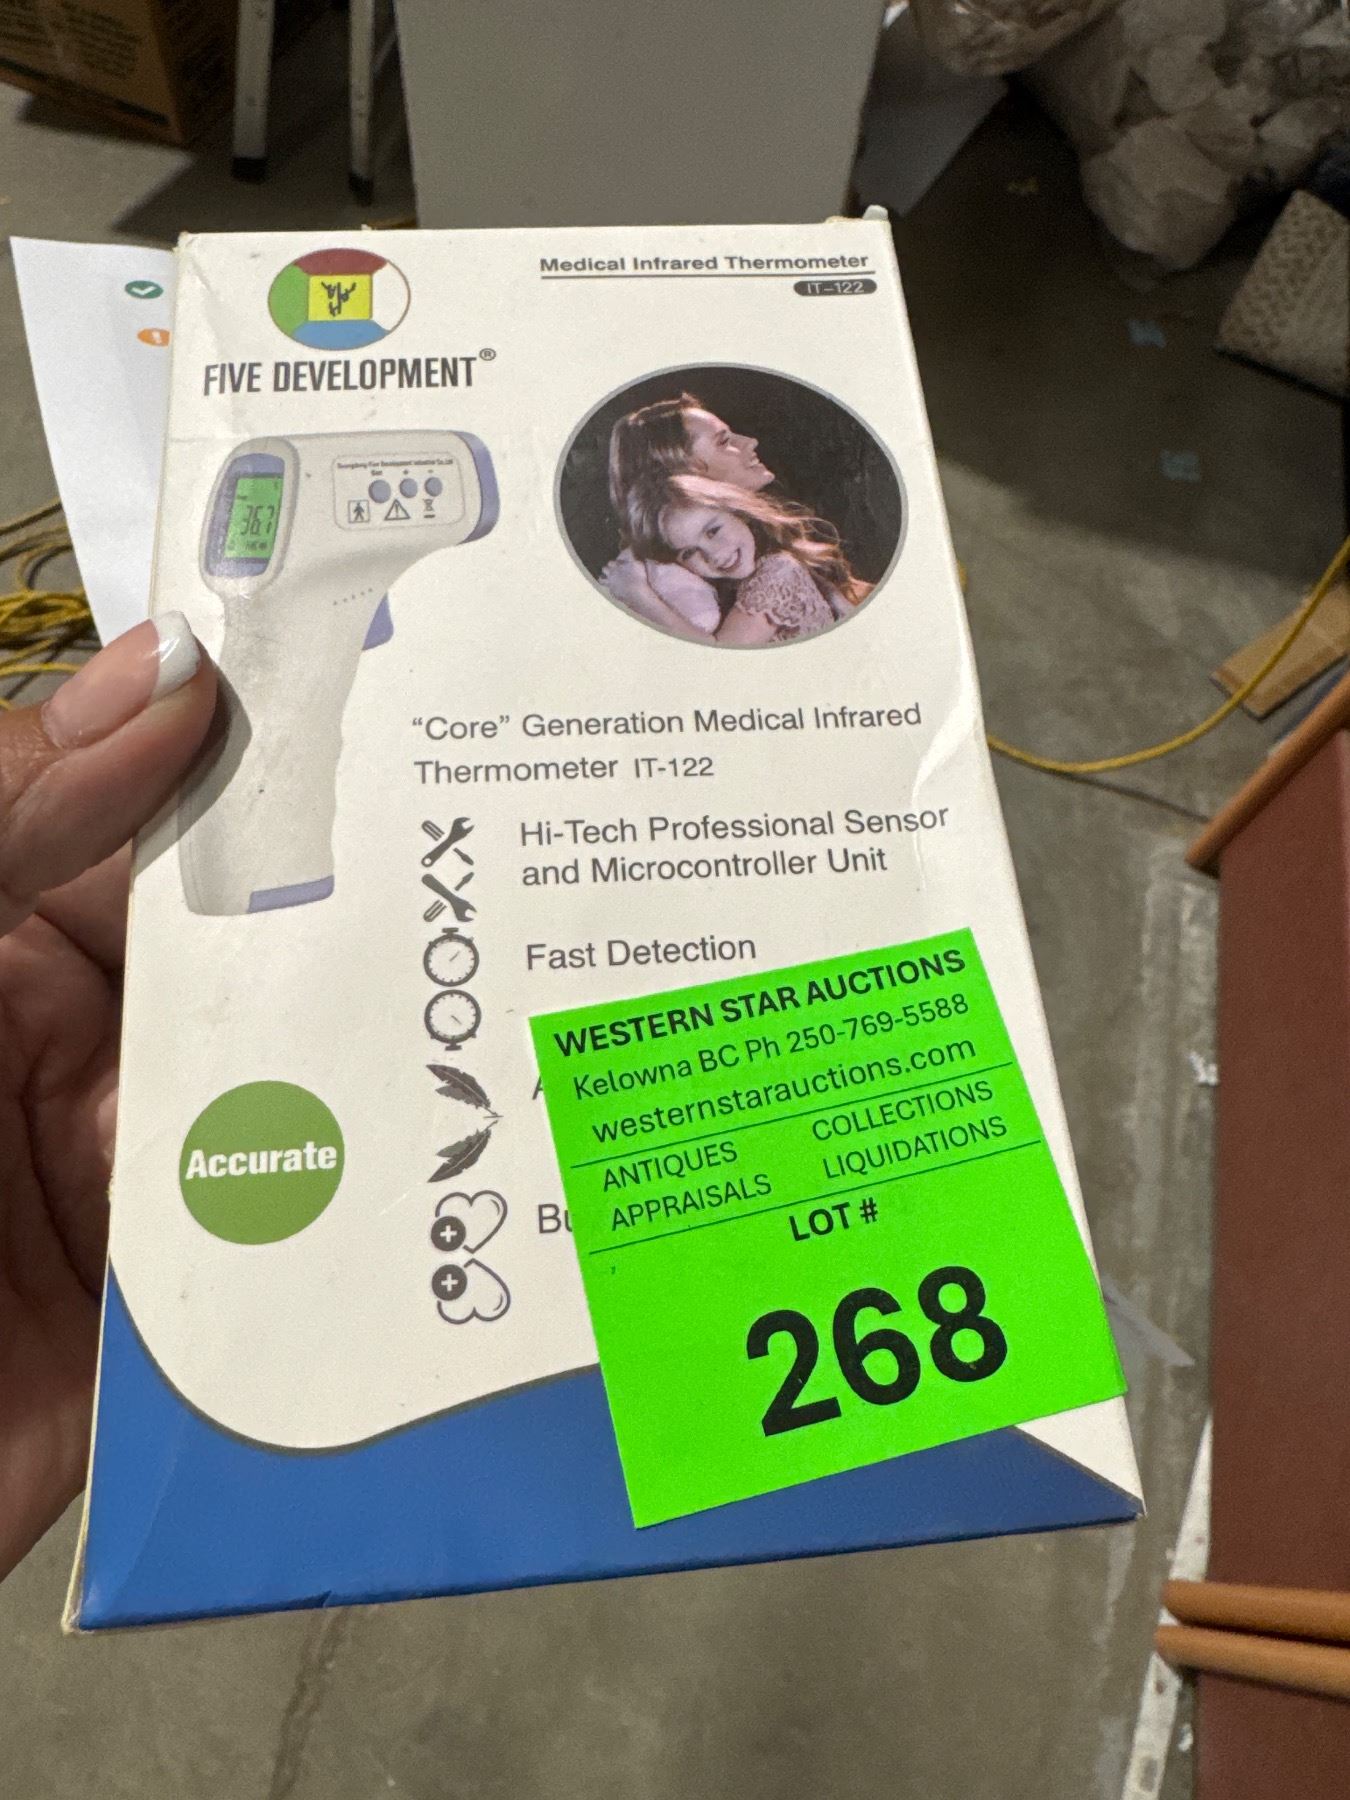 Medical Infrared Thermometer
IT-122
FIVE DEVELOPMENT®
36.7
"Core" Generation Medical Infrared
Thermometer IT-122
Hi-Tech Professional Sensor
and Microcontroller Unit
Fast Detection
Accurate
WESTERN STAR AUCTIONS
Kelowna BC Ph 250-769-5588
westernstarauctions.com
ANTIQUES COLLECTIONS
APPRAISALS LIQUIDATIONS
LOT #
268